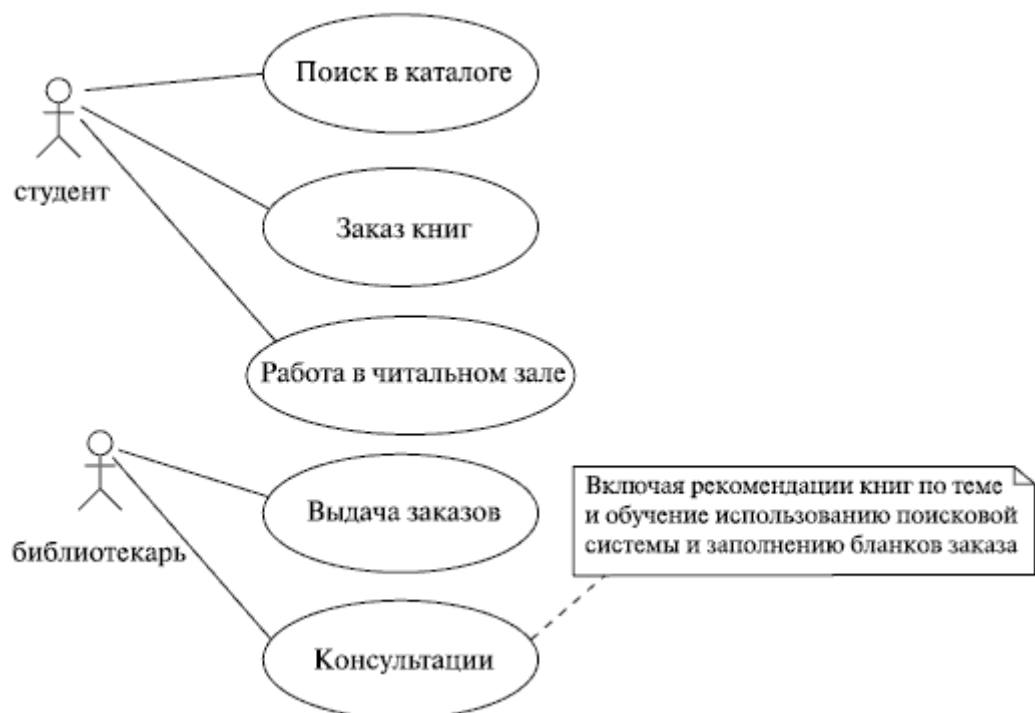 Поиск в каталоге
студент
Заказ книг
Работа в читальном зале
библиотекарь
Выдача заказов
Включая рекомендации книг по теме
и обучение использованию поисковой
системы и заполнению бланков заказа
Консультации